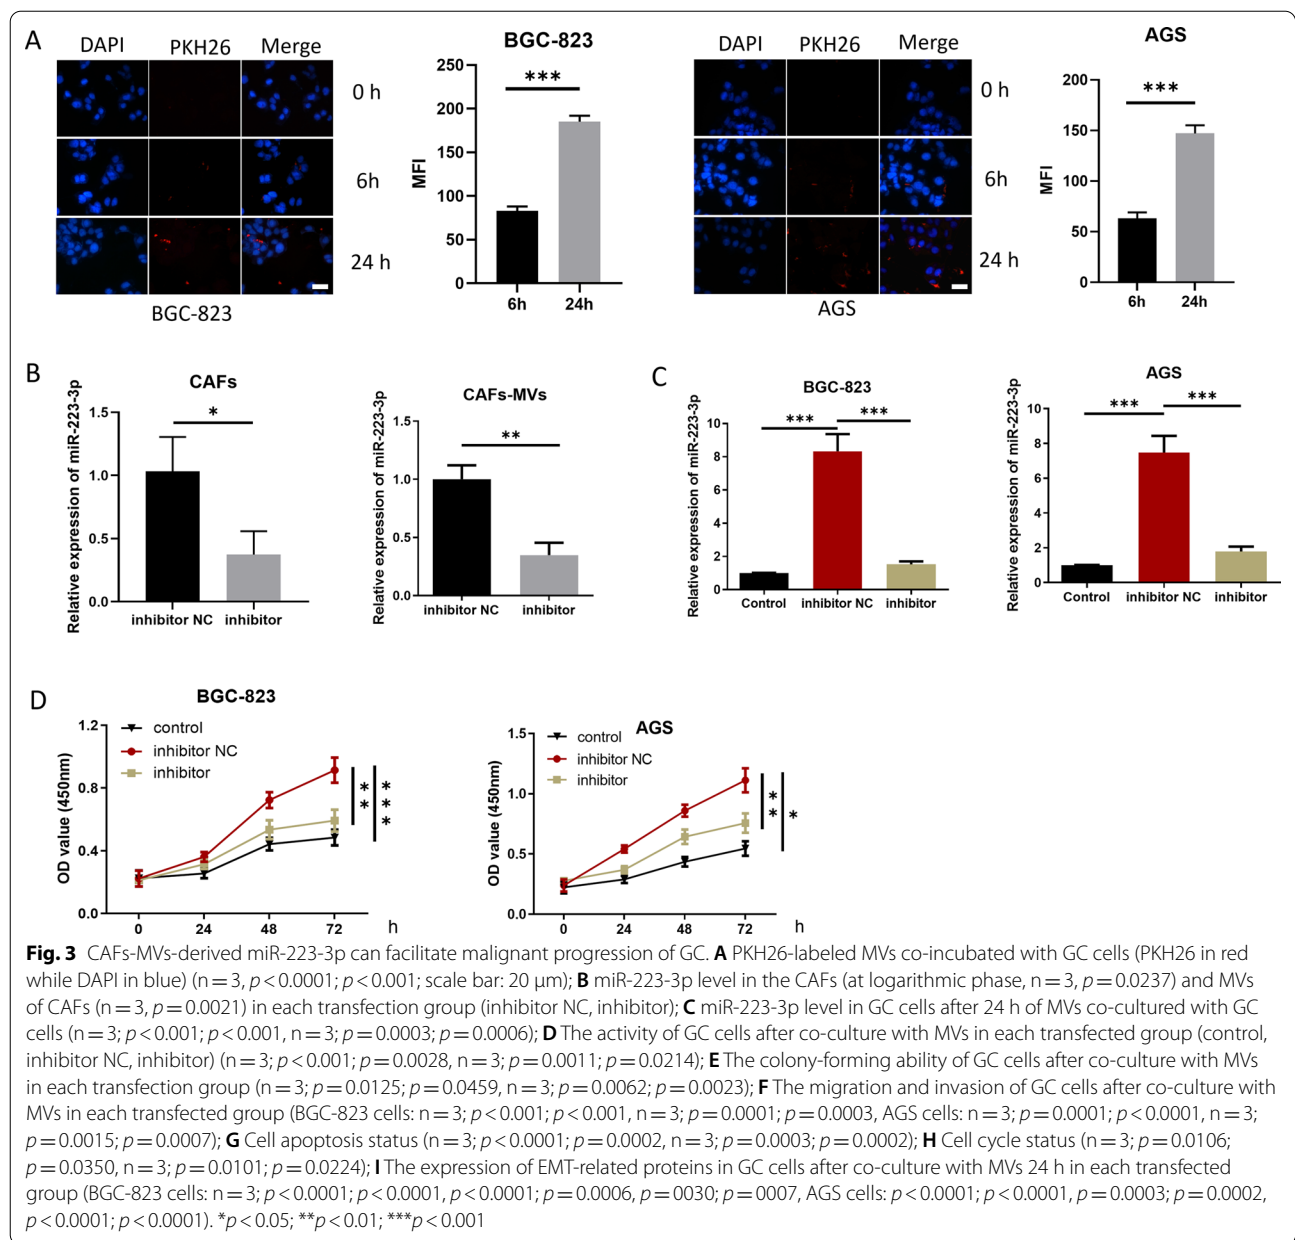 A
DAPI PKH26 Merge
0 h
6h
24 h
BGC-823
BGC-823
***
MFI
250
200
150
100
50
0
6h 24h
DAPI PKH26 Merge
0 h
6h
24 h
AGS
AGS
***
MFI
200
150
100
50
0
6h 24h
B
CAFs
*
Relative expression of miR-223-3p
1.5
1.0
0.5
0.0
inhibitor NC inhibitor
CAFs-MVs
**
Relative expression of miR-223-3p
1.5
1.0
0.5
0.0
inhibitor NC inhibitor
C
BGC-823
*** ***
Relative expression of miR-223-3p
10
8
6
4
2
0
Control inhibitor NC inhibitor
AGS
*** ***
Relative expression of miR-223-3p
10
8
6
4
2
0
Control inhibitor NC inhibitor
D
BGC-823
control
inhibitor NC
inhibitor
OD value (450nm)
1.2
0.8
0.4
0.0
0 24 48 72 h
** ***
AGS
control
inhibitor NC
inhibitor
OD value (450nm)
1.5
1.0
0.5
0.0
0 24 48 72 h
** *
Fig. 3 CAFs-MVs-derived miR-223-3p can facilitate malignant progression of GC. A PKH26-labeled MVs co-incubated with GC cells (PKH26 in red
while DAPI in blue) (n = 3, p < 0.0001; p < 0.001; scale bar: 20 μm); B miR-223-3p level in the CAFs (at logarithmic phase, n = 3, p = 0.0237) and MVs
of CAFs (n = 3, p = 0.0021) in each transfection group (inhibitor NC, inhibitor); C miR-223-3p level in GC cells after 24 h of MVs co-cultured with GC
cells (n = 3; p < 0.001; p < 0.001, n = 3; p = 0.0003; p = 0.0006); D The activity of GC cells after co-culture with MVs in each transfected group (control,
inhibitor NC, inhibitor) (n = 3; p < 0.001; p = 0.0028, n = 3; p = 0.0011; p = 0.0214); E The colony-forming ability of GC cells after co-culture with MVs
in each transfection group (n = 3; p = 0.0125; p = 0.0459, n = 3; p = 0.0062; p = 0.0023); F The migration and invasion of GC cells after co-culture with
MVs in each transfected group (BGC-823 cells: n = 3; p < 0.001; p < 0.001, n = 3; p = 0.0001; p = 0.0003, AGS cells: n = 3; p = 0.0001; p < 0.0001, n = 3;
p = 0.0015; p = 0.0007); G Cell apoptosis status (n = 3; p < 0.0001; p = 0.0002, n = 3; p = 0.0003; p = 0.0002); H Cell cycle status (n = 3; p = 0.0106;
p = 0.0350, n = 3; p = 0.0101; p = 0.0224); I The expression of EMT-related proteins in GC cells after co-culture with MVs 24 h in each transfected
group (BGC-823 cells: n = 3; p < 0.0001; p < 0.0001, p < 0.0001; p = 0.0006, p = 0030; p = 0007, AGS cells: p < 0.0001; p < 0.0001, p = 0.0003; p = 0.0002,
p < 0.0001; p < 0.0001). *p < 0.05; **p < 0.01; ***p < 0.001